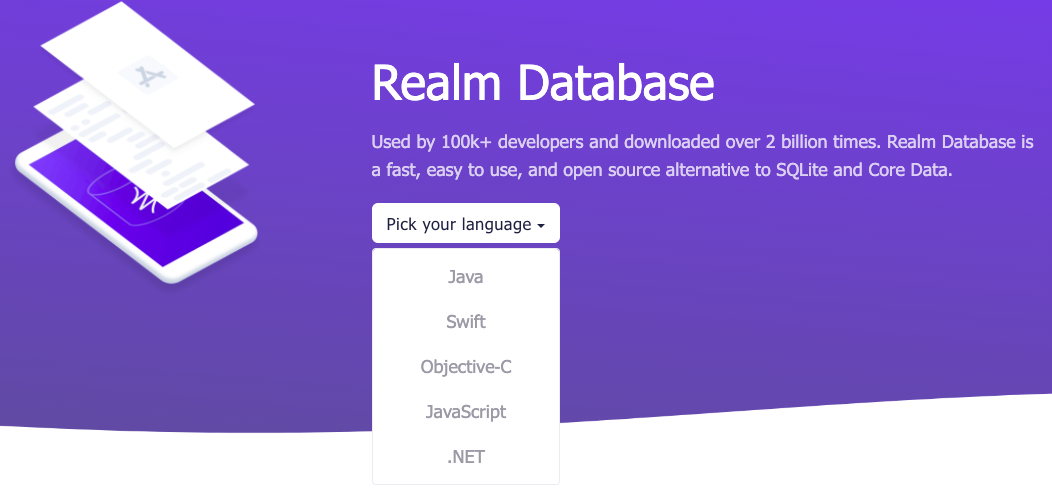 Realm Database
Used by 100k+ developers and downloaded over 2 billion times. Realm Database is
a fast, easy to use, and open source alternative to SQLite and Core Data.
Pick your language
Java
Swift
Objective-C
JavaScript
.NET